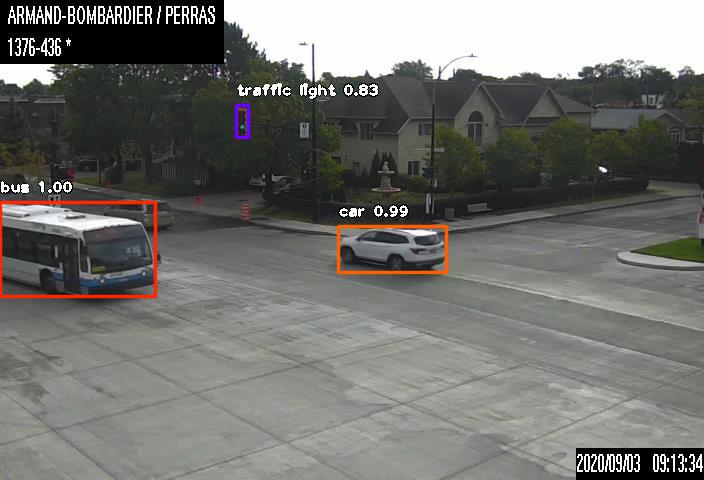 ARMAND-BOMBARDIER / PERRAS
1376-436 *
traffic light 0.83
bus 1.00
car 0.99
2020/09/03 09:13:34